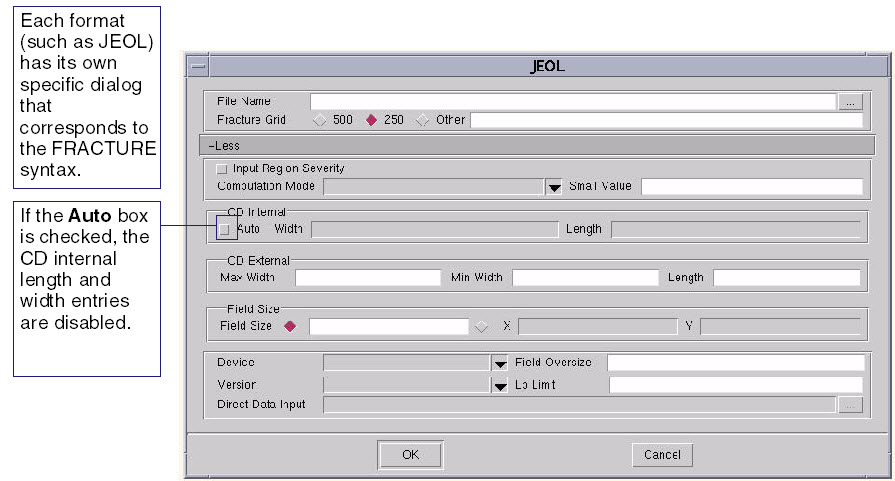 Each format
(such as JEOL)
has its own
specific dialog
that
corresponds to
the FRACTURE
syntax.
If the Auto box
is checked, the
CD internal
length and
width entries
are disabled.
JEOL
File Name ...
Fracture Grid 500 250 Other
-Less
Input Region Severity
Computation Mode Small Value
CD Internal
Auto Width Length
CD External
Max Width Min Width Length
Field Size
Field Size X Y
Device Field Oversize
Version Lb Limit
Direct Data Input ...
OK Cancel